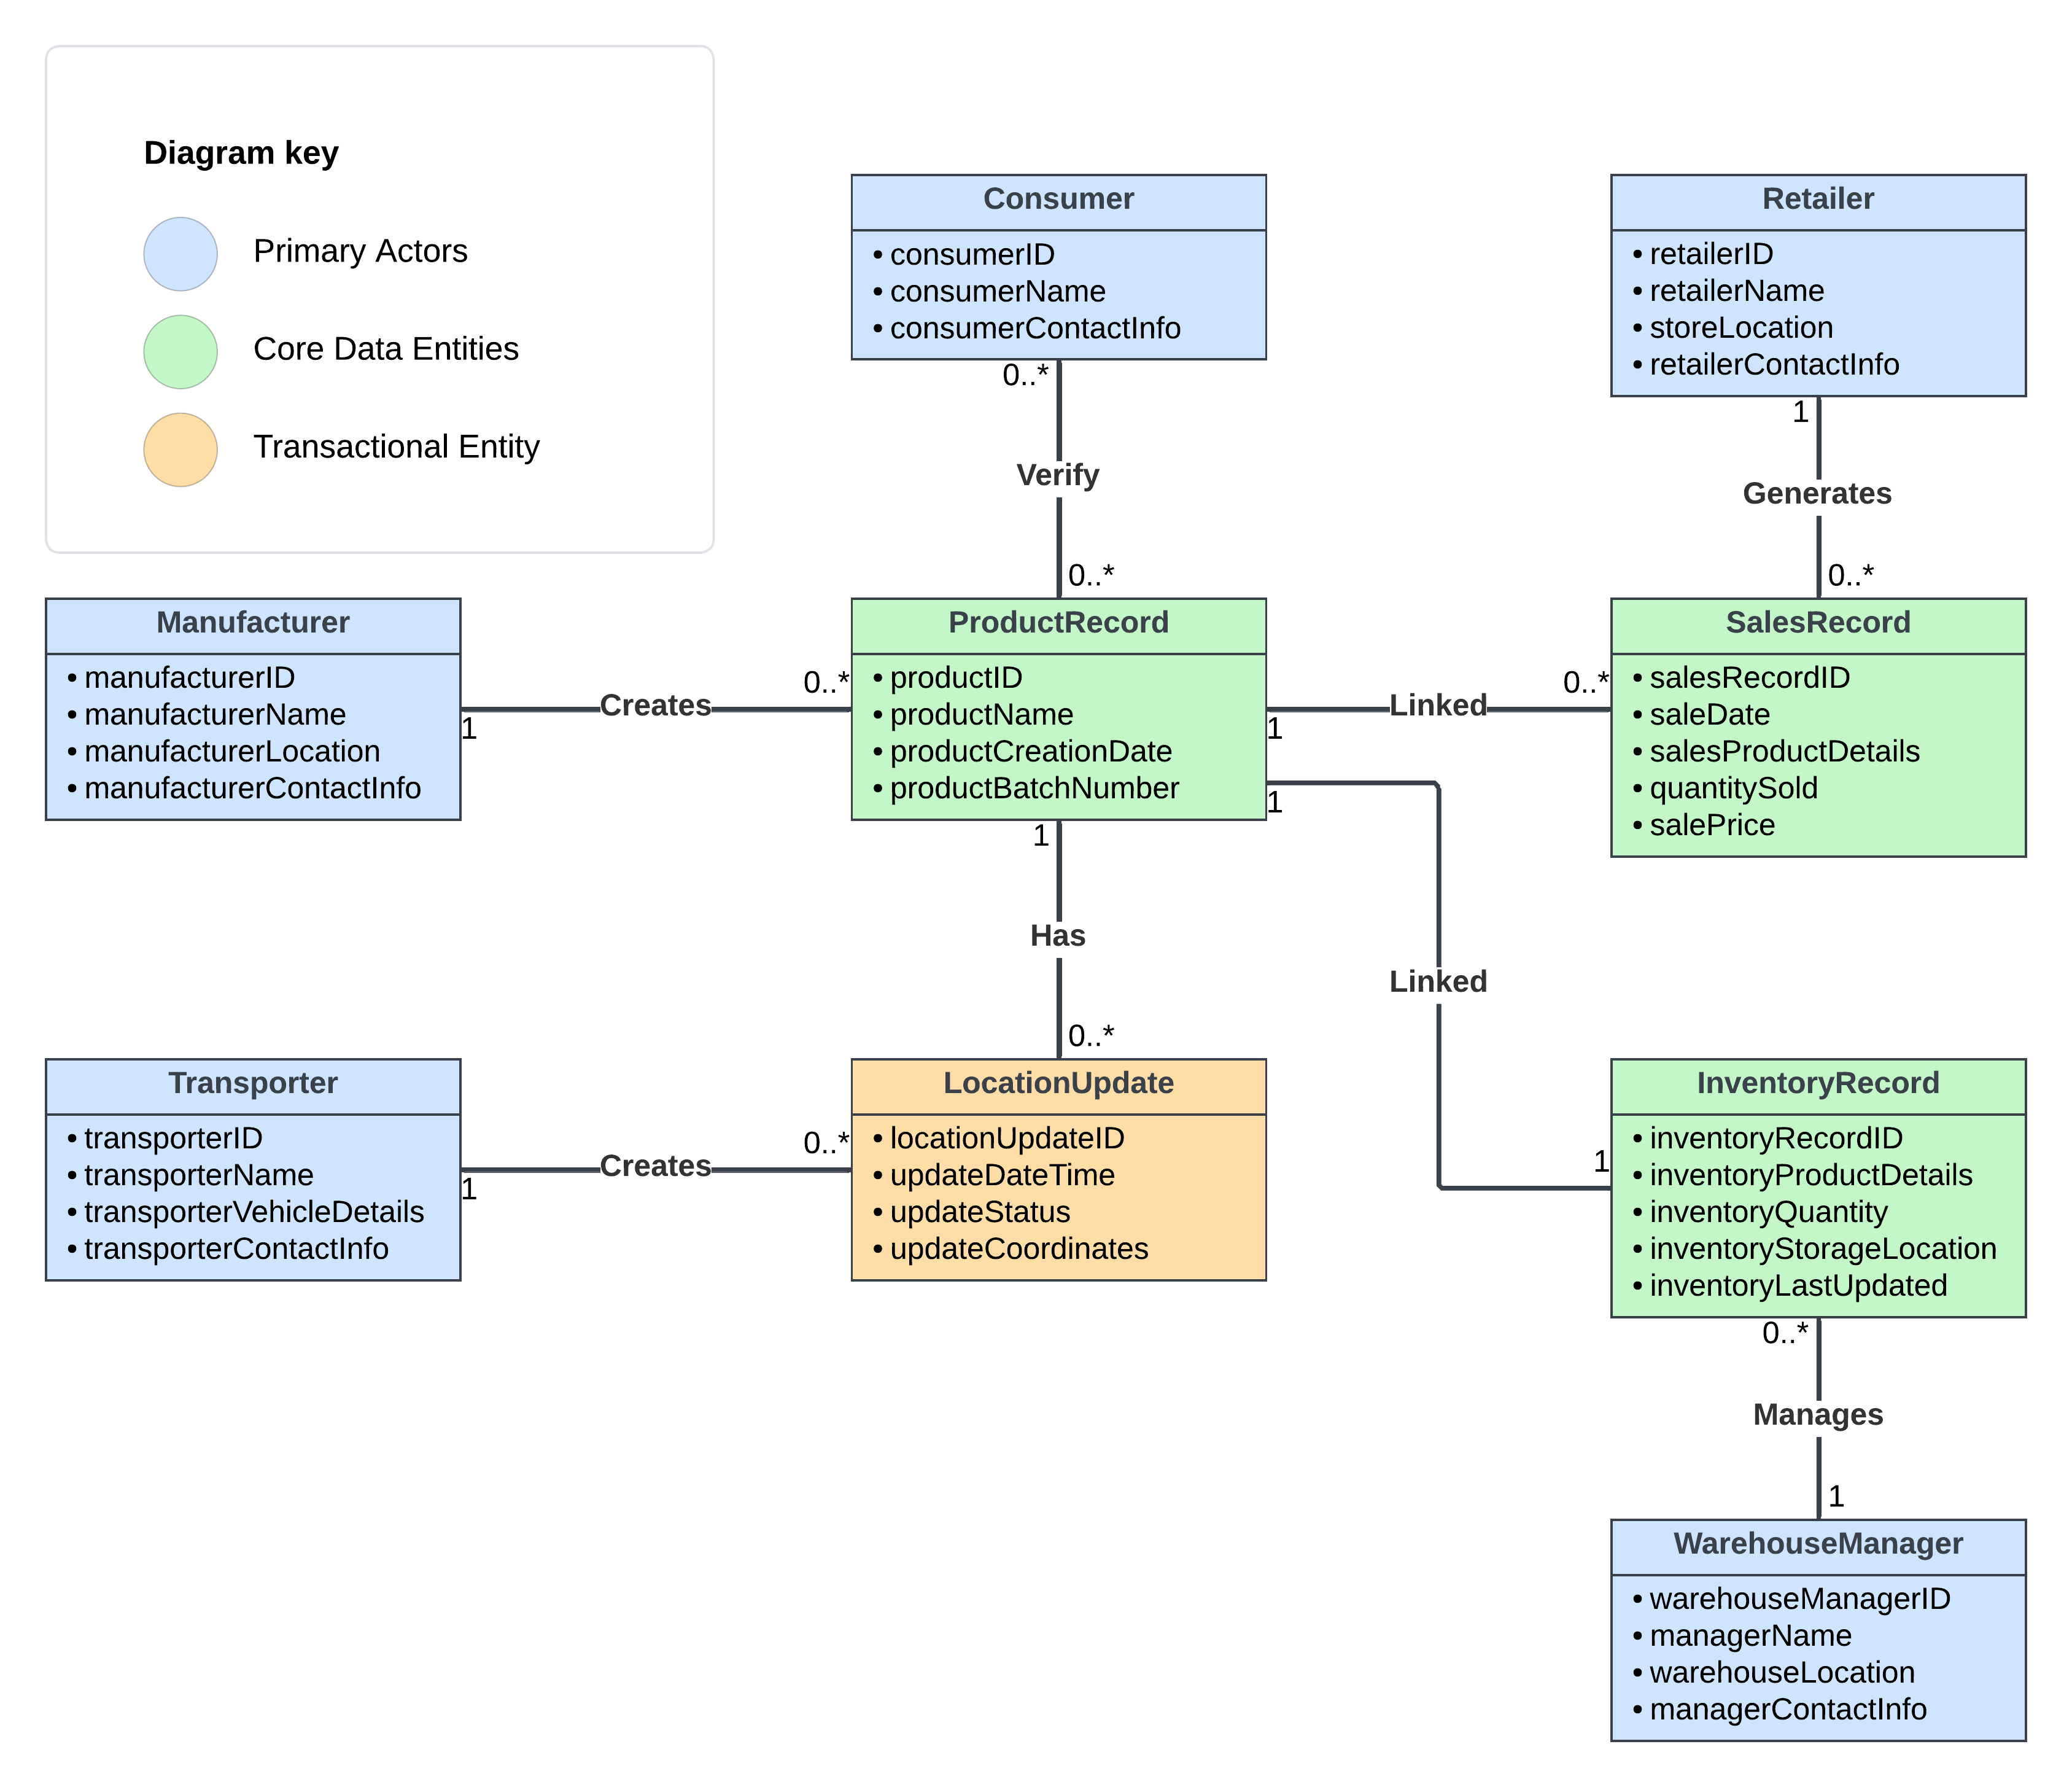 Diagram key
Primary Actors
Core Data Entities
Transactional Entity
Consumer
• consumerID
• consumerName
• consumerContactInfo
Retailer
• retailerID
• retailerName
• storeLocation
• retailerContactInfo
0..*
Verify
0..*
1
Generates
0..*
Manufacturer
• manufacturerID
• manufacturerName
• manufacturerLocation
• manufacturerContactInfo
1
Creates
0..*
ProductRecord
• productID
• productName
• productCreationDate
• productBatchNumber
1
Linked
0..*
SalesRecord
• salesRecordID
• saleDate
• salesProductDetails
• quantitySold
• salePrice
1
Linked
1
1
Has
0..*
Transporter
• transporterID
• transporterName
• transporterVehicleDetails
• transporterContactInfo
1
Creates
0..*
LocationUpdate
• locationUpdateID
• updateDateTime
• updateStatus
• updateCoordinates
InventoryRecord
• inventoryRecordID
• inventoryProductDetails
• inventoryQuantity
• inventoryStorageLocation
• inventoryLastUpdated
0..*
Manages
1
WarehouseManager
• warehouseManagerID
• managerName
• warehouseLocation
• managerContactInfo